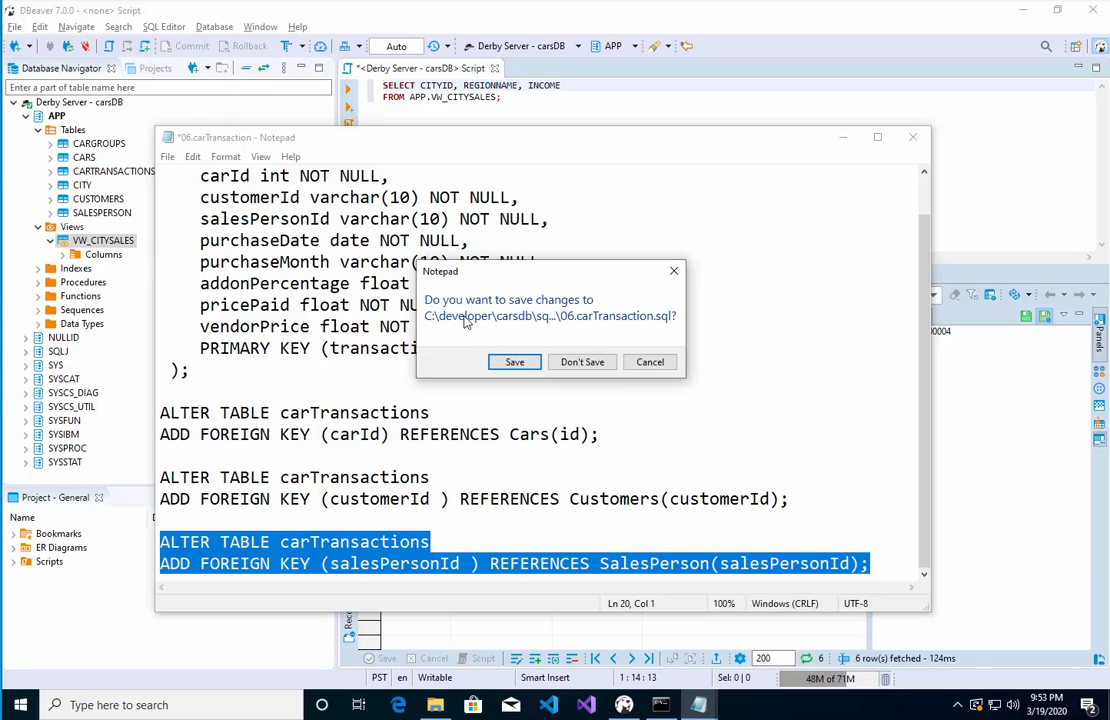 DBeaver 7.0.0 - <none> Script
File Edit Navigate Search SQL Editor Database Window Help
Commit Rollback Auto Derby Server - carsDB APP
Database Navigator Projects
*<Derby Server - carsDB> Script
Enter a part of table name here
SELECT CITYID, REGIONNAME, INCOME
FROM APP.VW_CITYSALES;
Derby Server - carsDB
APP
Tables
CARGROUPS
CARS
CARTRANSACTIONS
CITY
CUSTOMERS
SALESPERSON
Views
VW_CITYSALES
Columns
Indexes
Procedures
Functions
Sequences
Data Types
NULLID
SQLJ
SYS
SYSCAT
SYSCS_DIAG
SYSCS_UTIL
SYSFUN
SYSIBM
SYSPROC
SYSSTAT
*06.carTransaction - Notepad
File Edit Format View Help
carId int NOT NULL,
customerId varchar(10) NOT NULL,
salesPersonId varchar(10) NOT NULL,
purchaseDate date NOT NULL,
purchaseMonth varchar(10) NOT NULL,
addonPercentage float
pricePaid float NOT NU
vendorPrice float NOT
PRIMARY KEY (transacti
);
ALTER TABLE carTransactions
ADD FOREIGN KEY (carId) REFERENCES Cars(id);
ALTER TABLE carTransactions
ADD FOREIGN KEY (customerId ) REFERENCES Customers(customerId);
ALTER TABLE carTransactions
ADD FOREIGN KEY (salesPersonId ) REFERENCES SalesPerson(salesPersonId);
Ln 20, Col 1 100% Windows (CRLF) UTF-8
Notepad
Do you want to save changes to
C:\developer\carsdb\sq...\06.carTransaction.sql?
Save Don't Save Cancel
Panels
Project - General
Name
Bookmarks
ER Diagrams
Scripts
Save Cancel Script 200 6 6 row(s) fetched - 124ms
PST en Writable Smart Insert 1 : 14 : 13 Sel: 0 | 0 48M of 71M
Type here to search
9:53 PM
3/19/2020
2